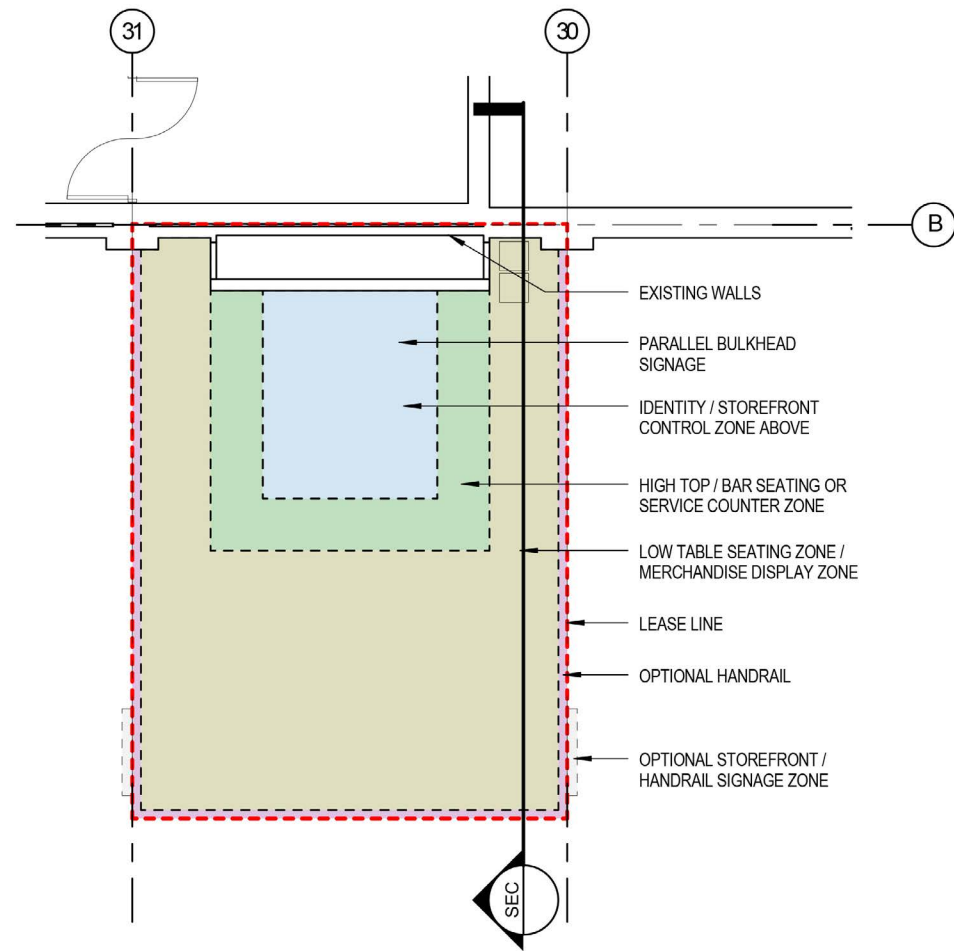 31
30
B
EXISTING WALLS
PARALLEL BULKHEAD
SIGNAGE
IDENTITY / STOREFRONT
CONTROL ZONE ABOVE
HIGH TOP / BAR SEATING OR
SERVICE COUNTER ZONE
LOW TABLE SEATING ZONE /
MERCHANDISE DISPLAY ZONE
LEASE LINE
OPTIONAL HANDRAIL
OPTIONAL STOREFRONT /
HANDRAIL SIGNAGE ZONE
SEC